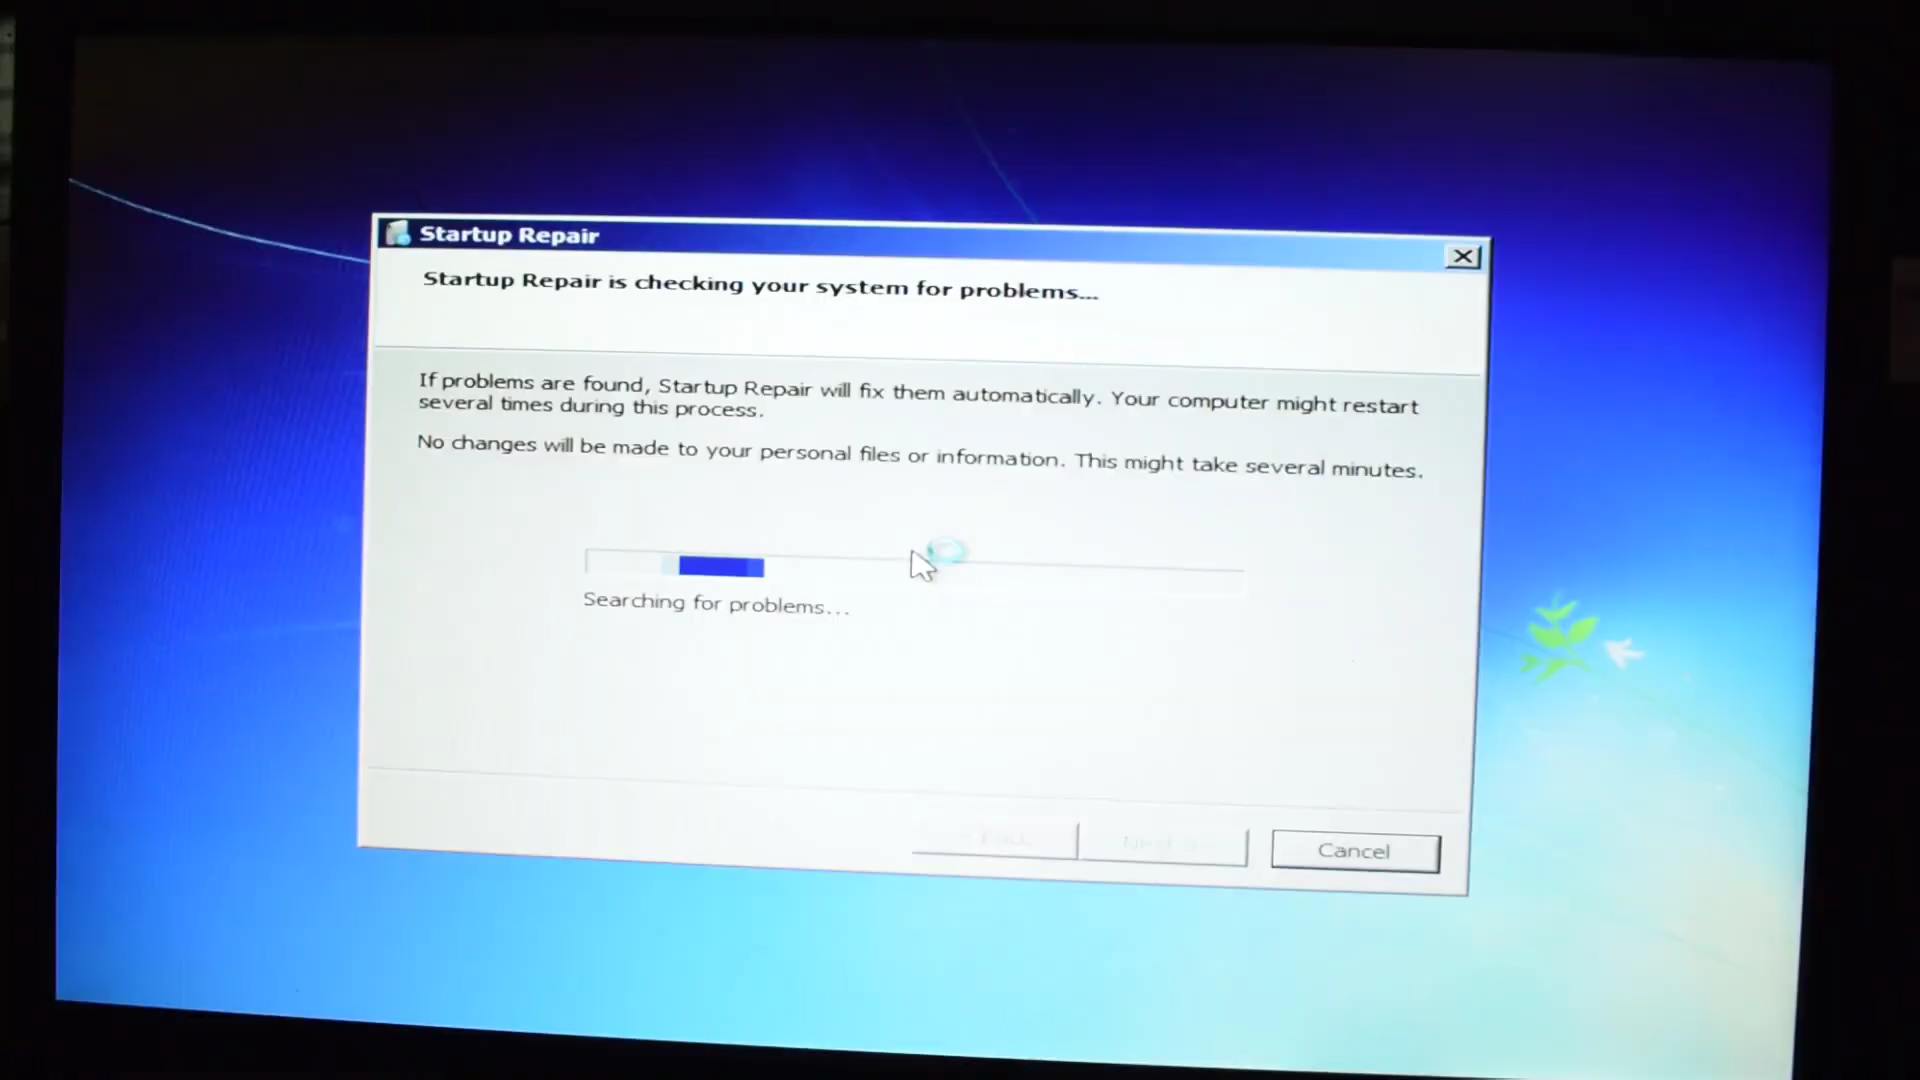 Startup Repair
Startup Repair is checking your system for problems...
If problems are found, Startup Repair will fix them automatically. Your computer might restart
several times during this process.
No changes will be made to your personal files or information. This might take several minutes.
Searching for problems...
Cancel